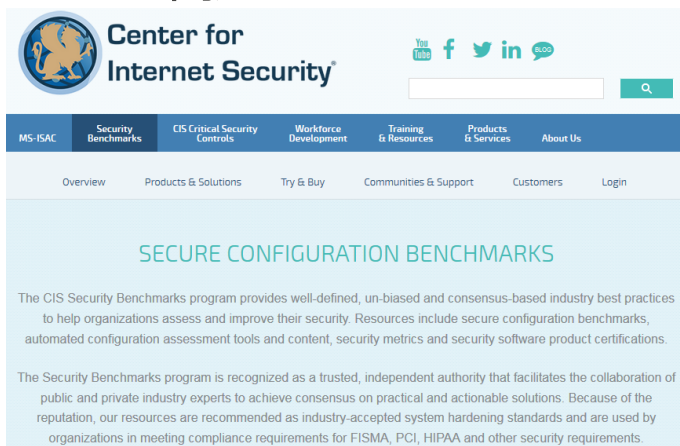 Center for
Internet Security®
You
Tube
BLOG
MS-ISAC
Security
Benchmarks
CIS Critical Security
Controls
Workforce
Development
Training
& Resources
Products
& Services
About Us
Overview Products & Solutions Try & Buy Communities & Support Customers Login
SECURE CONFIGURATION BENCHMARKS
The CIS Security Benchmarks program provides well-defined, un-biased and consensus-based industry best practices
to help organizations assess and improve their security. Resources include secure configuration benchmarks,
automated configuration assessment tools and content, security metrics and security software product certifications.
The Security Benchmarks program is recognized as a trusted, independent authority that facilitates the collaboration of
public and private industry experts to achieve consensus on practical and actionable solutions. Because of the
reputation, our resources are recommended as industry-accepted system hardening standards and are used by
organizations in meeting compliance requirements for FISMA, PCI, HIPAA and other security requirements.